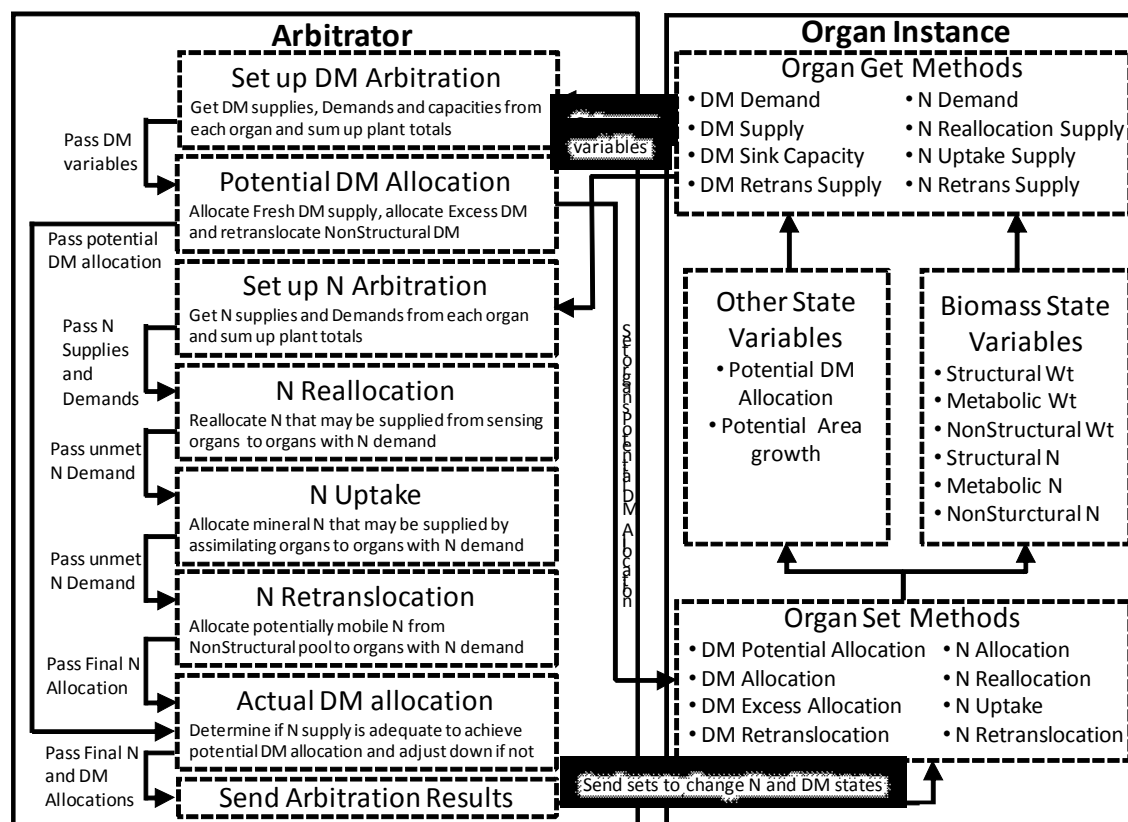 Arbitrator
Set up DM Arbitration
Get DM supplies, Demands and capacities from
each organ and sum up plant totals
Pass DM
variables
Potential DM Allocation
Allocate Fresh DM supply, allocate Excess DM
and retranslocate NonStructural DM
Pass potential
DM allocation
Set up N Arbitration
Get N supplies and Demands from each organ
and sum up plant totals
Pass N
Supplies
and
Demands
N Reallocation
Reallocate N that may be supplied from sensing
organs to organs with N demand
Pass unmet
N Demand
N Uptake
Allocate mineral N that may be supplied by
assimilating organs to organs with N demand
Pass unmet
N Demand
N Retranslocation
Allocate potentially mobile N from
NonStructural pool to organs with N demand
Pass Final N
Allocation
Actual DM allocation
Determine if N supply is adequate to achieve
potential DM allocation and adjust down if not
Pass Final N
and DM
Allocations
Send Arbitration Results
variables
Set organs Potential DM Allocation
Send sets to change N and DM states
Organ Instance
Organ Get Methods
• DM Demand
• DM Supply
• DM Sink Capacity
• DM Retrans Supply
• N Demand
• N Reallocation Supply
• N Uptake Supply
• N Retrans Supply
Other State
Variables
• Potential DM
Allocation
• Potential Area
growth
Biomass State
Variables
• Structural Wt
• Metabolic Wt
• NonStructural Wt
• Structural N
• Metabolic N
• NonSturctural N
Organ Set Methods
• DM Potential Allocation
• DM Allocation
• DM Excess Allocation
• DM Retranslocation
• N Allocation
• N Reallocation
• N Uptake
• N Retranslocation